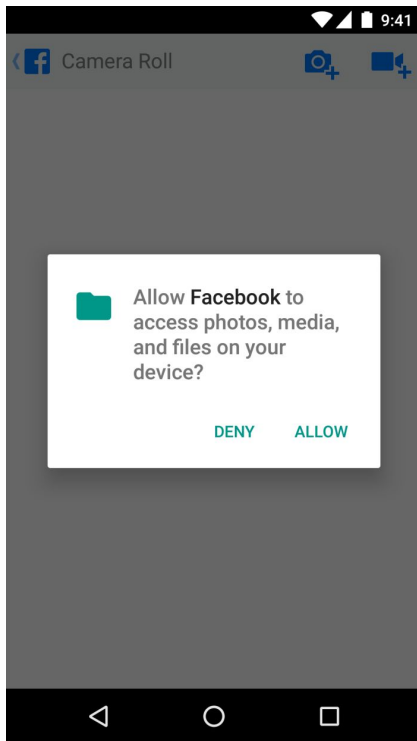 9:41
Camera Roll
Allow Facebook to
access photos, media,
and files on your
device?
DENY ALLOW